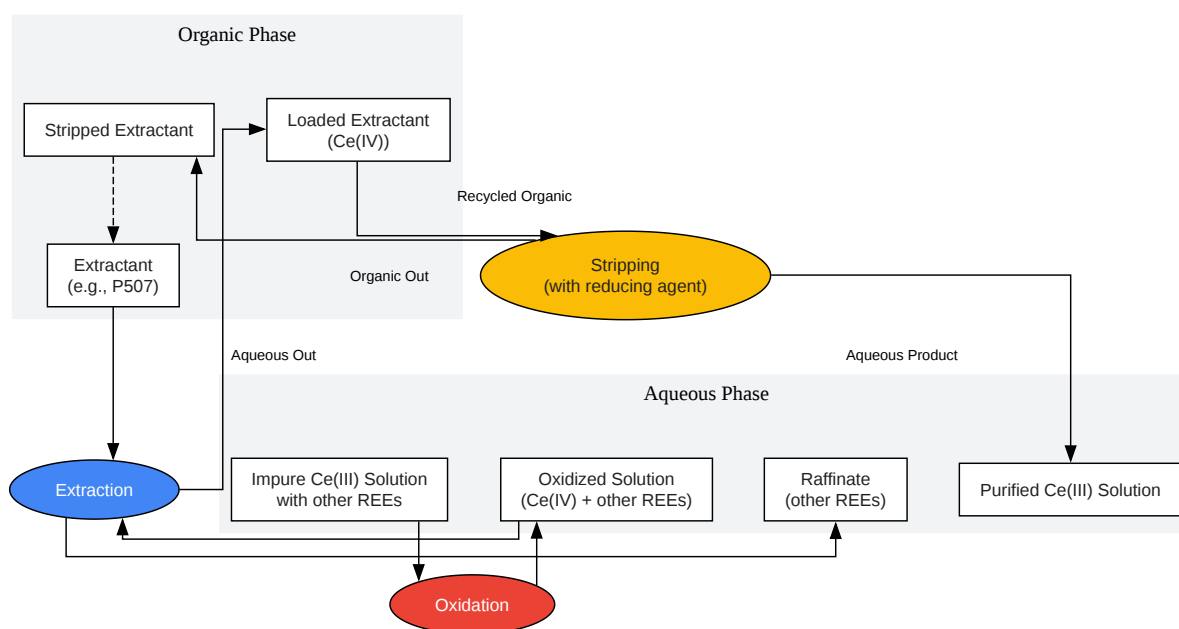 Organic Phase
Stripped Extractant
Loaded Extractant
(Ce(IV))
Recycled Organic
Extractant
(e.g., P507)
Organic Out
Stripping
(with reducing agent)
Aqueous Out
Aqueous Product
Aqueous Phase
Extraction
Impure Ce(III) Solution
with other REEs
Oxidized Solution
(Ce(IV) + other REEs)
Raffinate
(other REEs)
Purified Ce(III) Solution
Oxidation